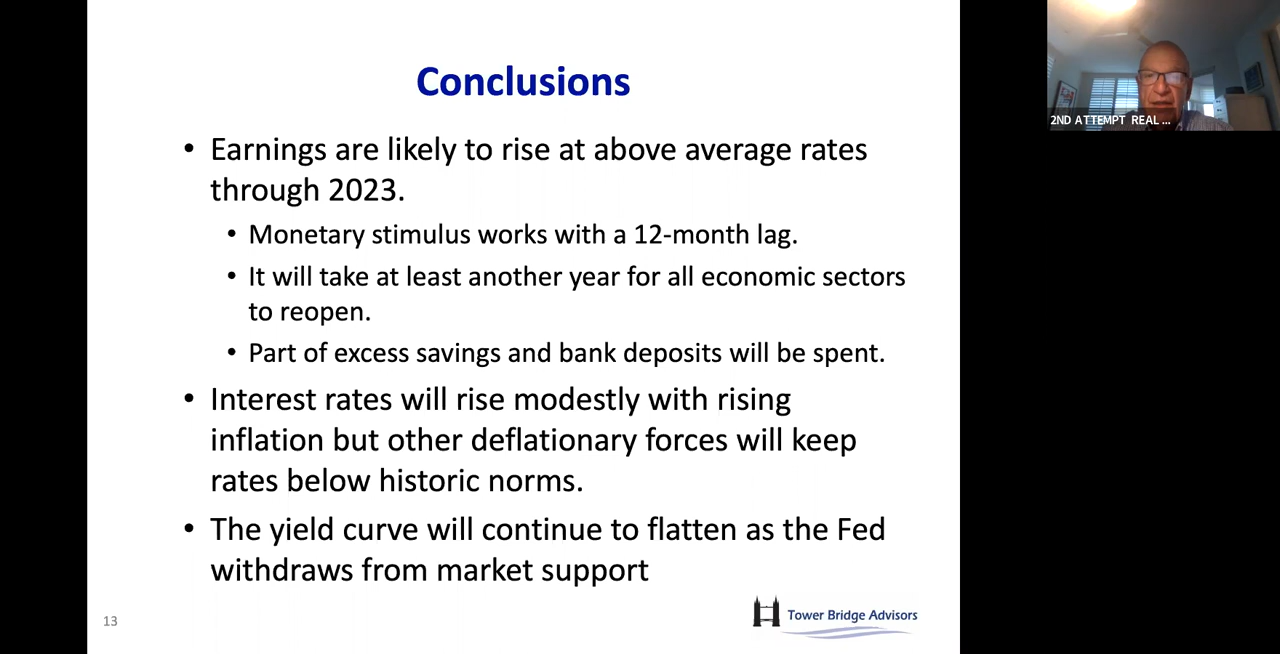 Conclusions
• Earnings are likely to rise at above average rates
through 2023.
• Monetary stimulus works with a 12-month lag.
• It will take at least another year for all economic sectors
to reopen.
• Part of excess savings and bank deposits will be spent.
• Interest rates will rise modestly with rising
inflation but other deflationary forces will keep
rates below historic norms.
• The yield curve will continue to flatten as the Fed
withdraws from market support
13
Tower Bridge Advisors
2ND ATTEMPT REAL ...